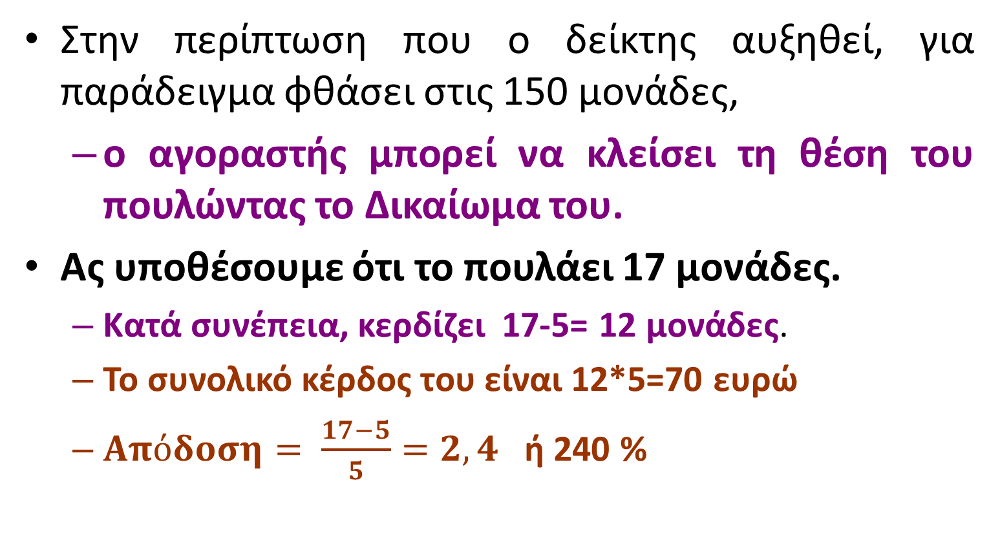 • Στην περίπτωση που ο δείκτης αυξηθεί, για
παράδειγμα φθάσει στις 150 μονάδες,
– ο αγοραστής μπορεί να κλείσει τη θέση του
πουλώντας το Δικαίωμα του.
• Ας υποθέσουμε ότι το πουλάει 17 μονάδες.
– Κατά συνέπεια, κερδίζει 17-5= 12 μονάδες.
– Το συνολικό κέρδος του είναι 12*5=70 ευρώ
– Απόδοση = \frac{17−5}{5} = 2,4 ή 240 %